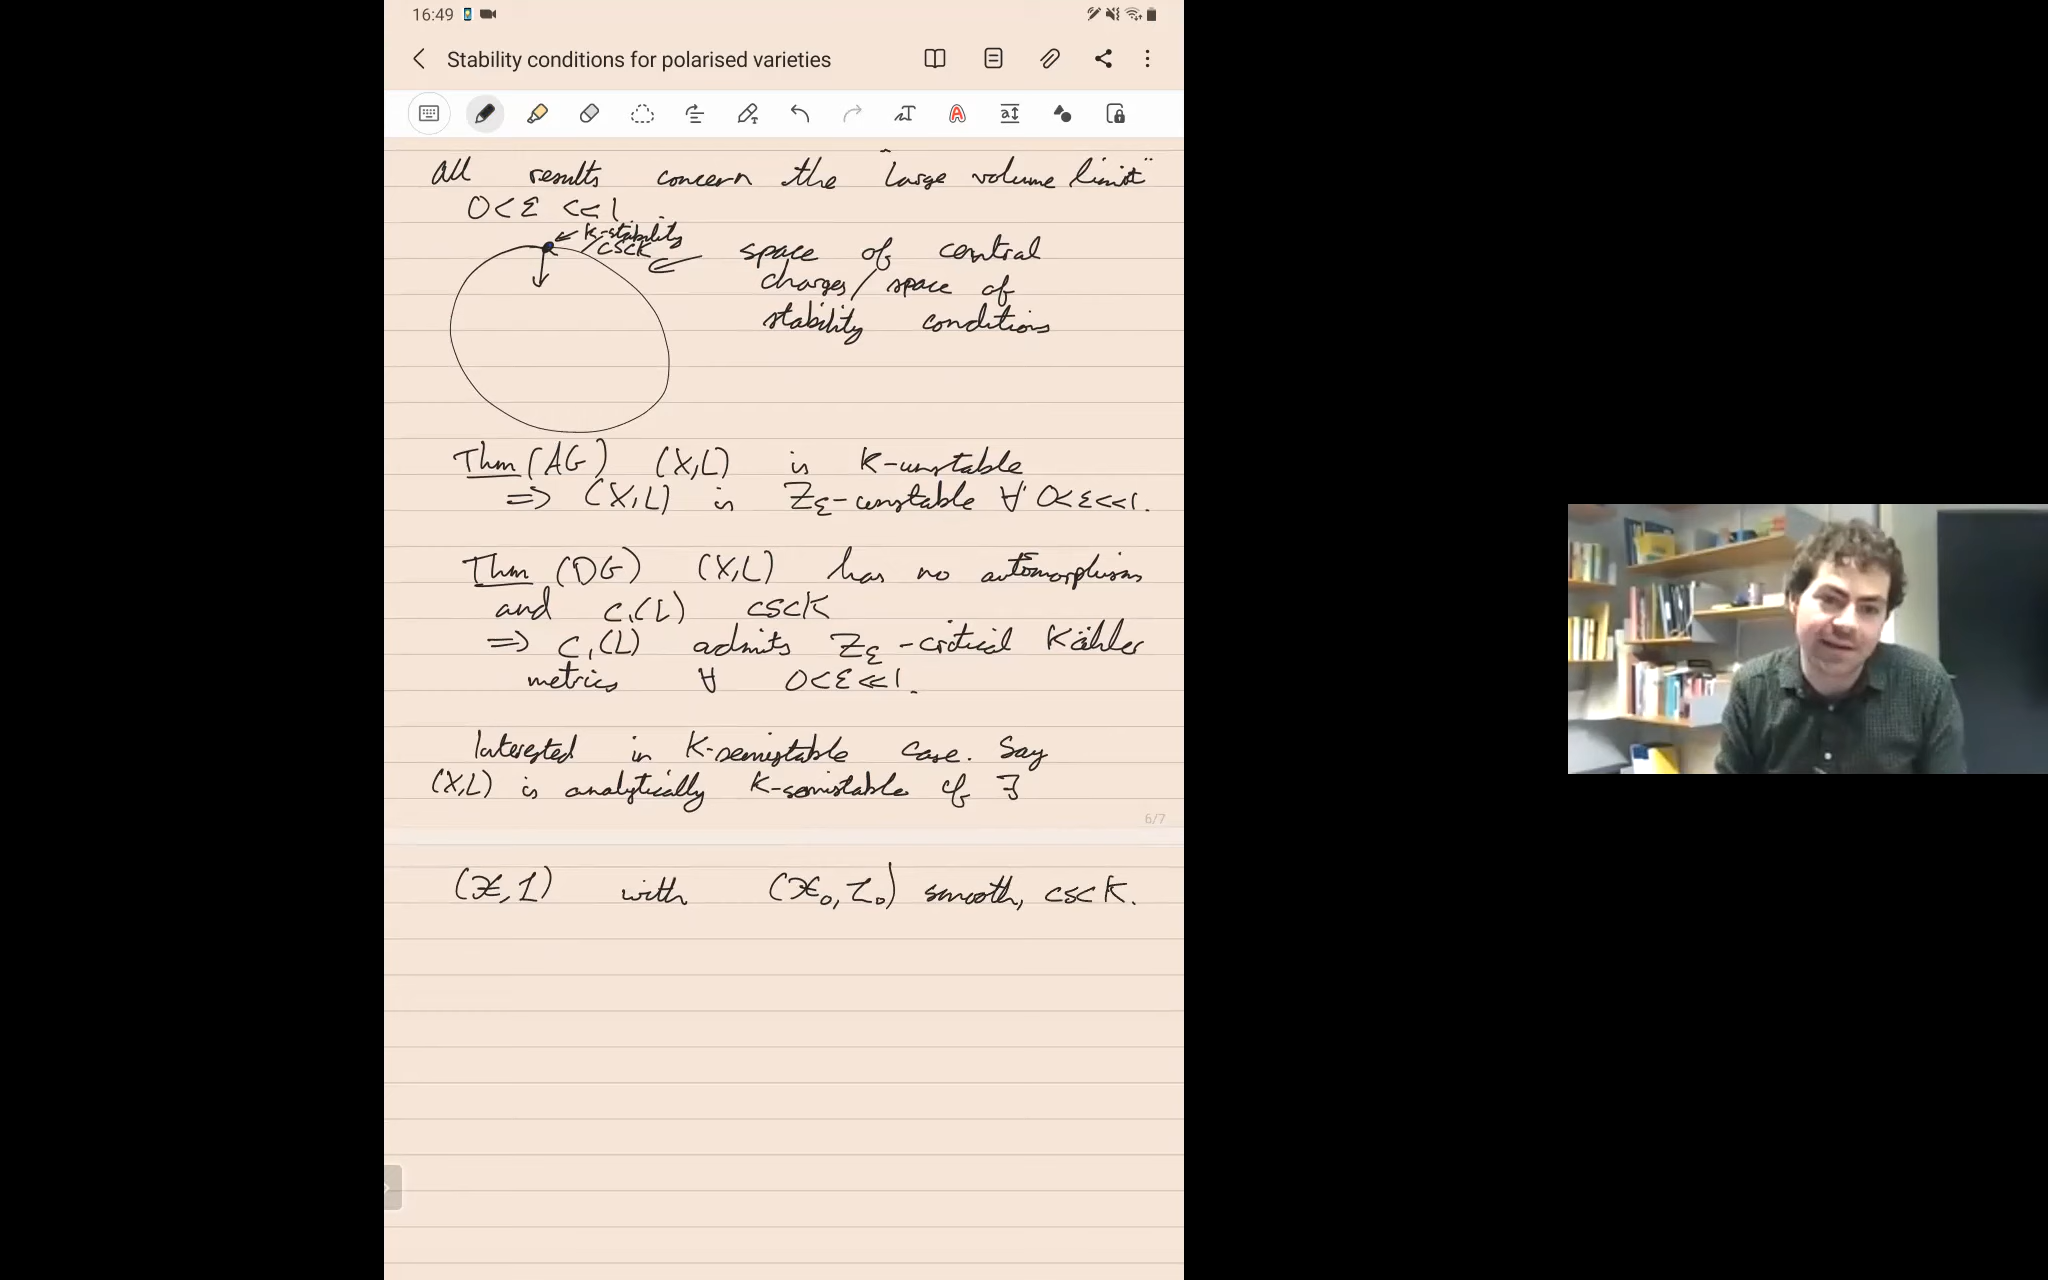 16:49
Stability conditions for polarised varieties
All results concern the "large volume limit"
0<ε <<1
K-stability
/cscK
space of central
charges/space of
stability conditions
Thm (AG) (X,L) is K-unstable
=> (X,L) is Z_ε-unstable ∀ 0<ε<<1.
Thm (DG) (X,L) has no automorphisms
and c₁(L) cscK
=> c₁(L) admits Z_ε-critical Kähler
metrics ∀ 0<ε<<1.
Interested in K-semistable case. Say
(X,L) is analytically K-semistable if ∃
6/7
(𝒳,ℒ) with (𝒳₀,ℒ₀) smooth, cscK.